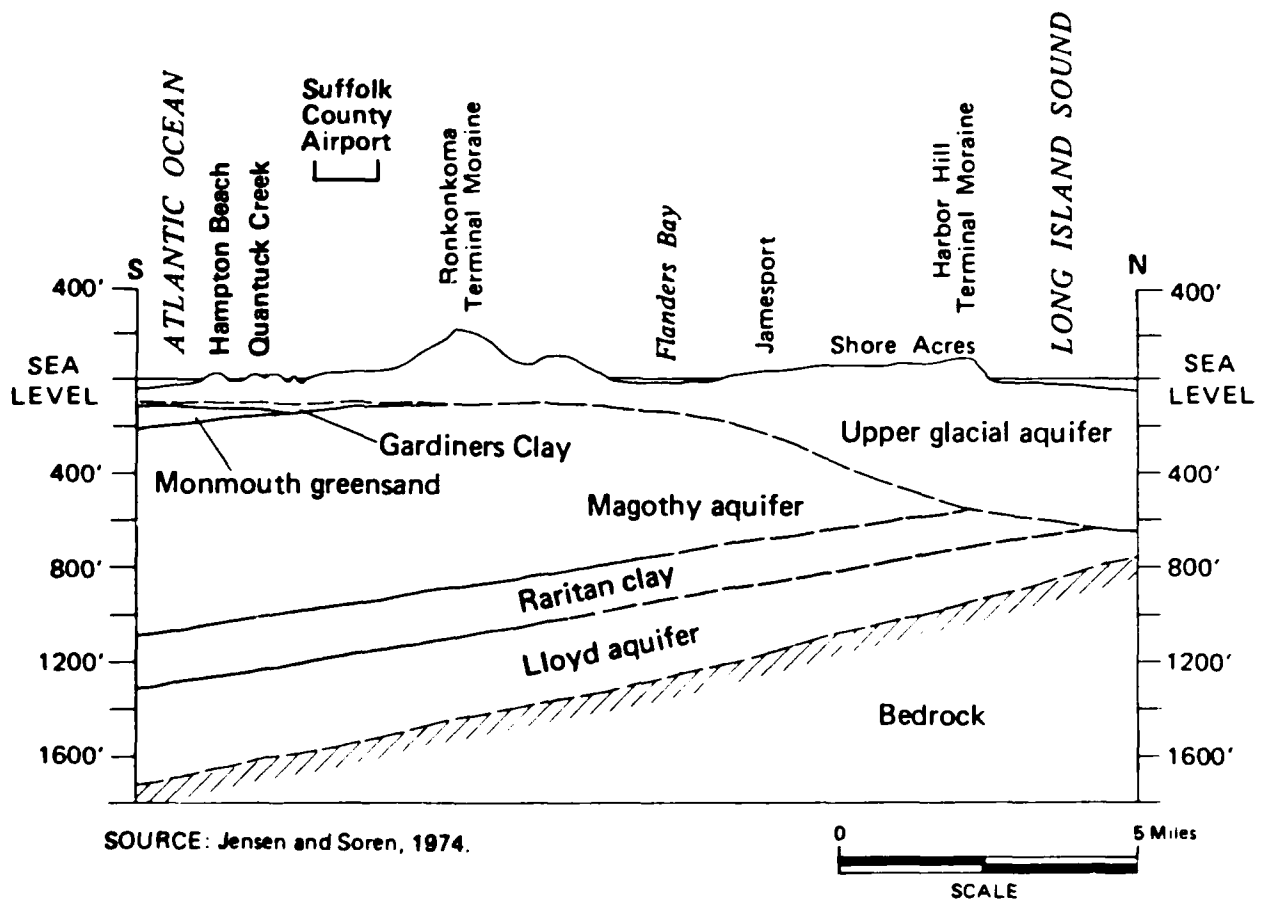 ATLANTIC OCEAN
Hampton Beach
Quantuck Creek
Suffolk
County
Airport
Ronkonkoma
Terminal Moraine
Flanders Bay
Jamesport
Harbor Hill
Terminal Moraine
LONG ISLAND SOUND
S
N
400'
400'
Shore Acres
SEA
LEVEL
SEA
LEVEL
Upper glacial aquifer
Gardiners Clay
400'
400'
Monmouth greensand
Magothy aquifer
800'
800'
Raritan clay
Lloyd aquifer
1200'
1200'
Bedrock
1600'
1600'
SOURCE: Jensen and Soren, 1974.
0
5 Miles
SCALE